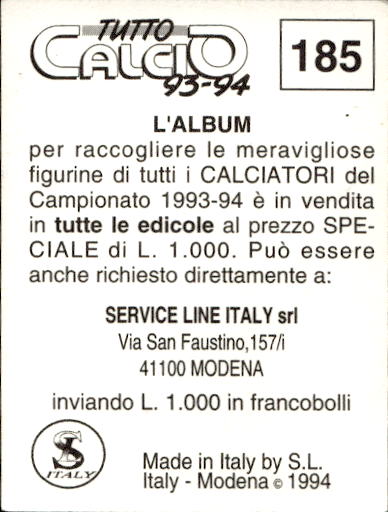 TUTTO
CALCIO
93-94
185
L'ALBUM
per raccogliere le meravigliose
figurine di tutti i CALCIATORI del
Campionato 1993-94 è in vendita
in tutte le edicole al prezzo SPE-
CIALE di L. 1.000. Può essere
anche richiesto direttamente a:
SERVICE LINE ITALY srl
Via San Faustino,157/i
41100 MODENA
inviando L. 1.000 in francobolli
SL
ITALY
Made in Italy by S.L.
Italy - Modena © 1994